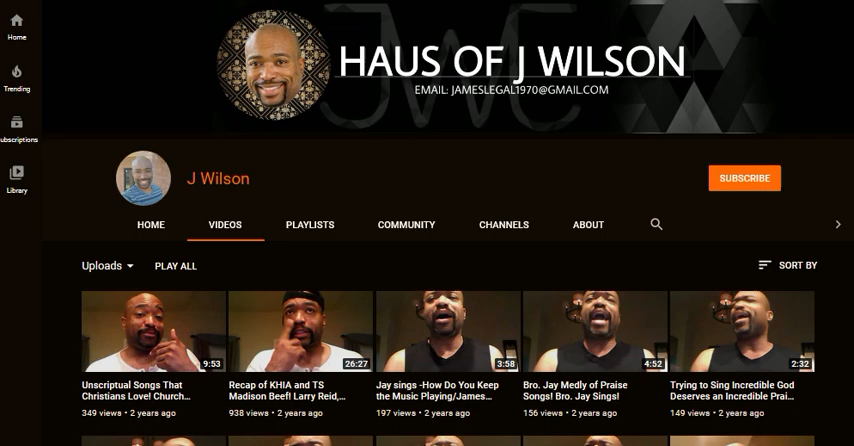 HAUS OF J WILSON
EMAIL: JAMESLEGAL1970@GMAIL.COM
Home
Trending
ubscriptions
Library
J Wilson
SUBSCRIBE
HOME VIDEOS PLAYLISTS COMMUNITY CHANNELS ABOUT
Uploads PLAY ALL SORT BY
9:53
26:27
3:58
4:52
2:32
Unscriptual Songs That
Christians Love! Church...
349 views • 2 years ago
Recap of KHIA and TS
Madison Beef! Larry Reid,...
938 views • 2 years ago
Jay sings -How Do You Keep
the Music Playing/James...
197 views • 2 years ago
Bro. Jay Medly of Praise
Songs! Bro. Jay Sings!
156 views • 2 years ago
Trying to Sing Incredible God
Deserves an Incredible Prai...
149 views • 2 years ago